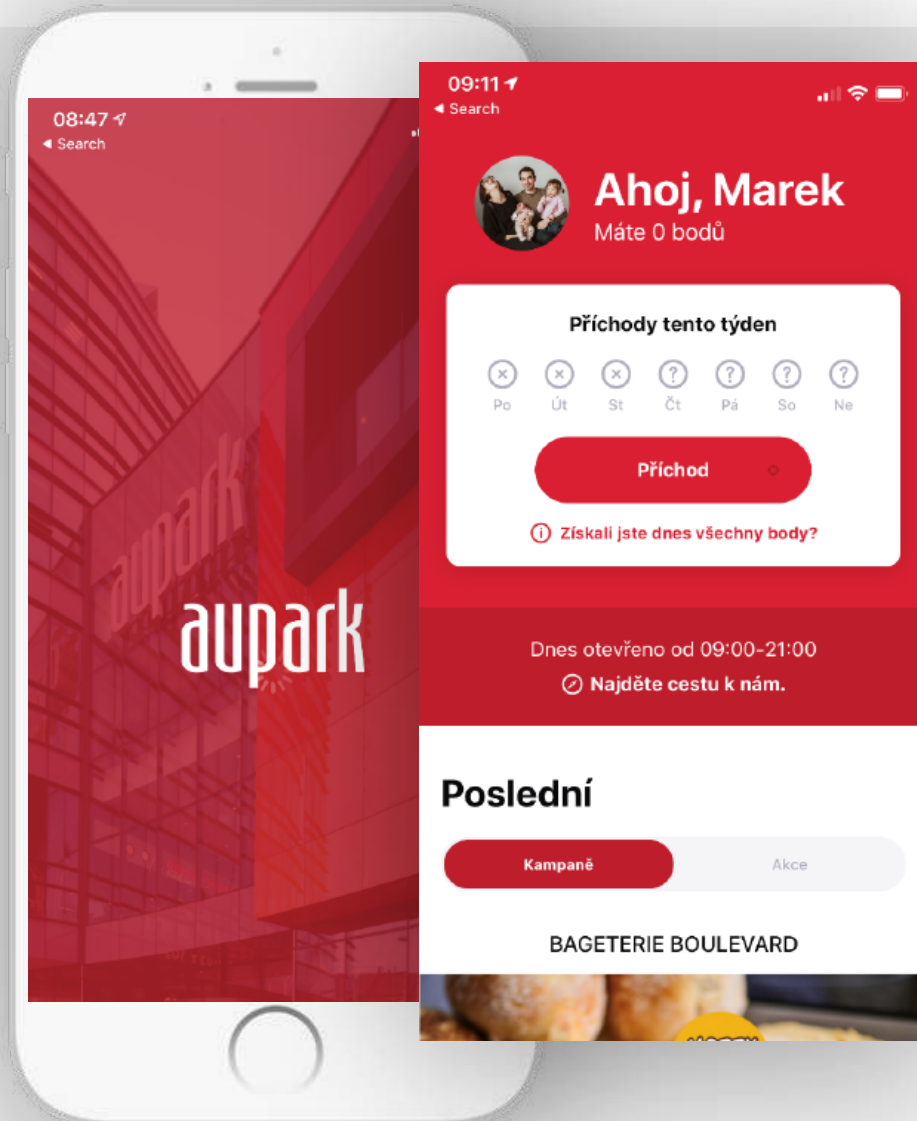 08:47
Search
aupark
aupark
09:11
Search
Ahoj, Marek
Máte 0 bodů
Příchody tento týden
Po Út St Čt Pá So Ne
Příchod
Získali jste dnes všechny body?
Dnes otevřeno od 09:00-21:00
Najděte cestu k nám.
Poslední
Kampaně Akce
BAGETERIE BOULEVARD